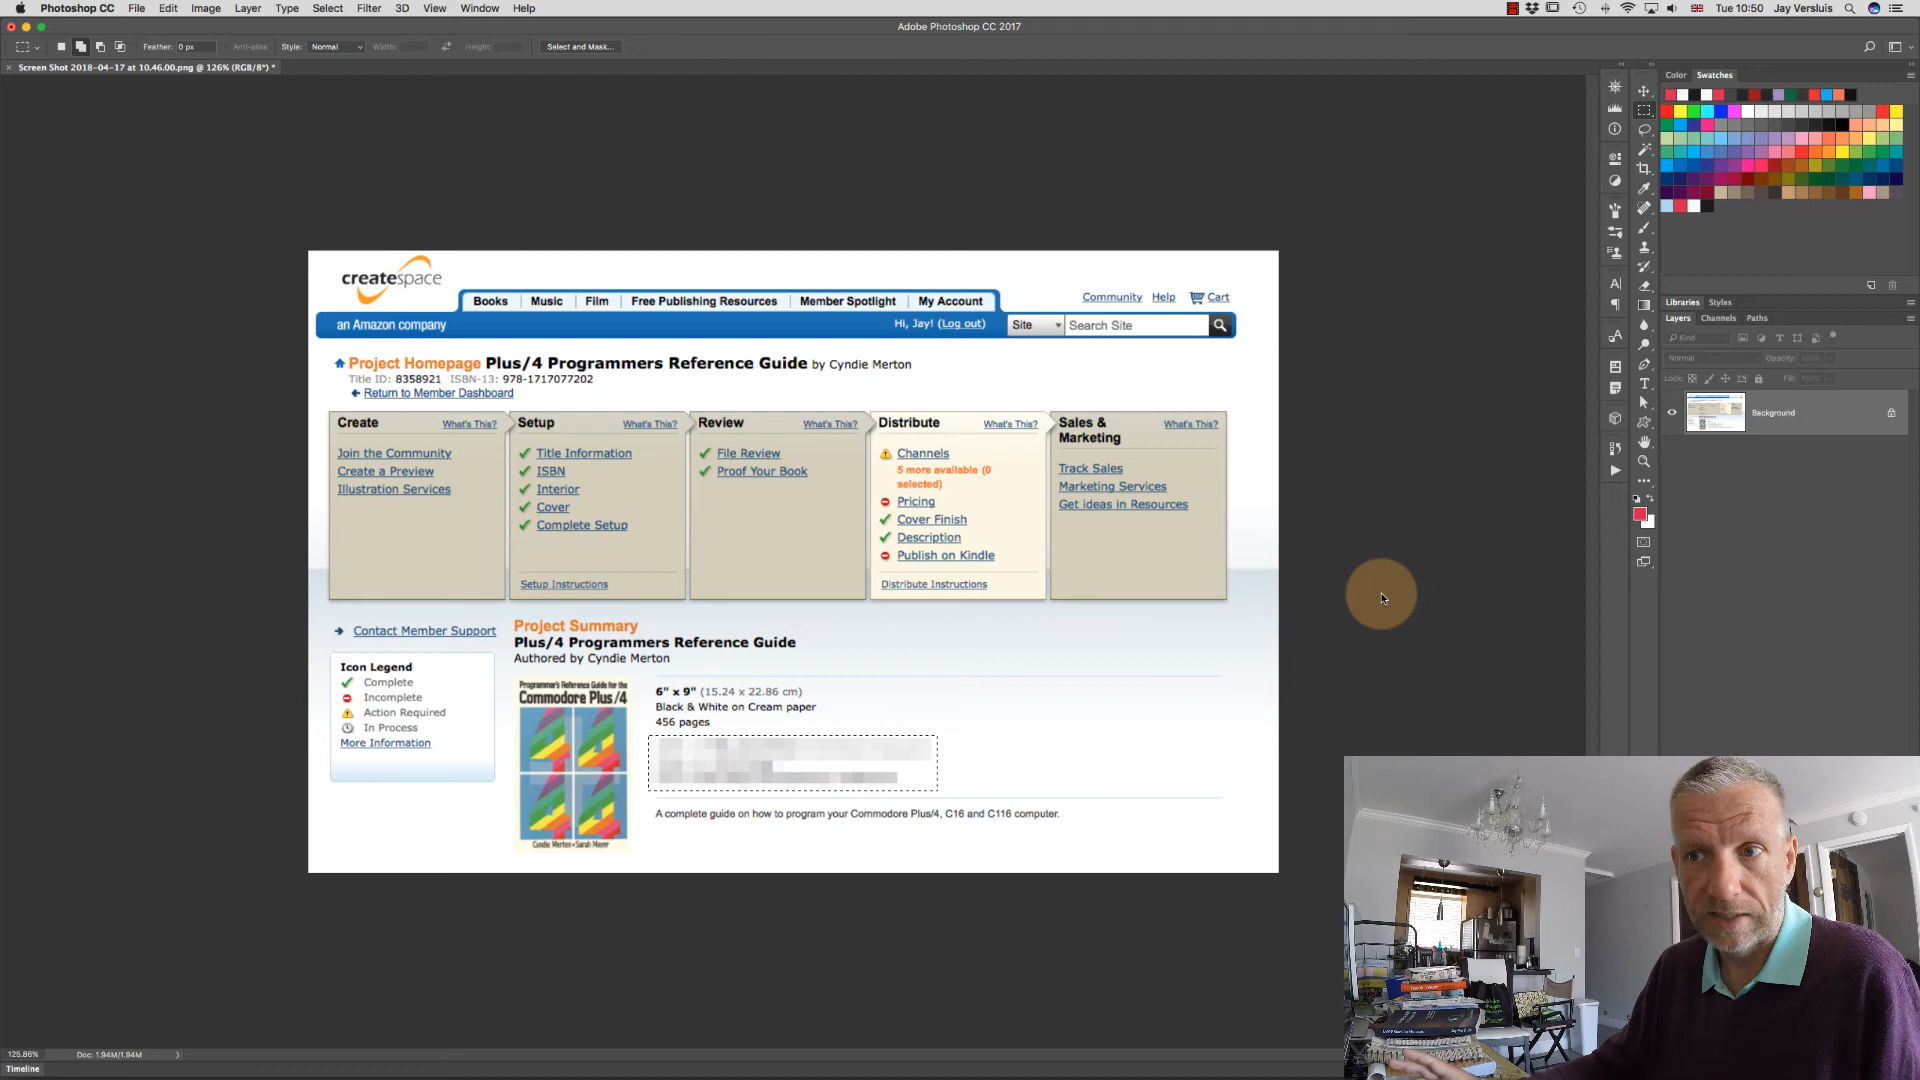 Photoshop CC File Edit Image Layer Type Select Filter 3D View Window Help Tue 10:50 Jay Versluis
Adobe Photoshop CC 2017
Feather: 0 px Anti-alias Style: Normal Width: Height: Select and Mask...
Screen Shot 2018-04-17 at 10.46.00.png @ 126% (RGB/8*) *
Color Swatches
Libraries Styles
Layers Channels Paths
Kind
Normal Opacity: 100%
Lock: Fill: 100%
Background
createspace
Books Music Film Free Publishing Resources Member Spotlight My Account
Community Help Cart
an Amazon company
Hi, Jay! (Log out) Site Search Site
Project Homepage Plus/4 Programmers Reference Guide by Cyndie Merton
Title ID: 8358921 ISBN-13: 978-1717077202
Return to Member Dashboard
Create What's This?
Join the Community
Create a Preview
Illustration Services
Setup What's This?
Title Information
ISBN
Interior
Cover
Complete Setup
Setup Instructions
Review What's This?
File Review
Proof Your Book
Distribute What's This?
Channels
5 more available (0
selected)
Pricing
Cover Finish
Description
Publish on Kindle
Distribute Instructions
Sales &
Marketing What's This?
Track Sales
Marketing Services
Get ideas in Resources
Contact Member Support
Icon Legend
Complete
Incomplete
Action Required
In Process
More Information
Project Summary
Plus/4 Programmers Reference Guide
Authored by Cyndie Merton
Programmer's Reference Guide for the
Commodore Plus/4
Cyndie Merten • Sarah Meyer
6" x 9" (15.24 x 22.86 cm)
Black & White on Cream paper
456 pages
A complete guide on how to program your Commodore Plus/4, C16 and C116 computer.
125.86% Doc: 1.94M/1.94M
Timeline